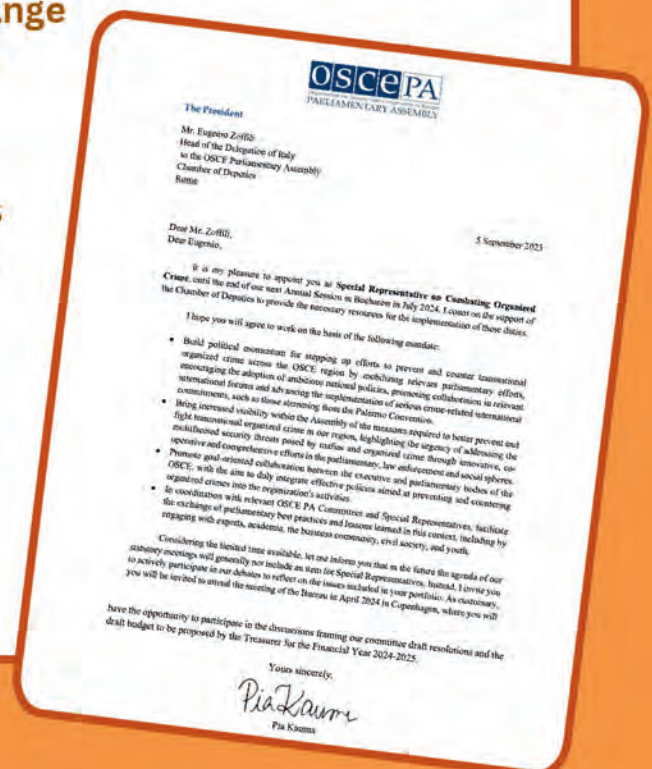 ange
s
OSCE PA
PARLIAMENTARY ASSEMBLY
The President
Mr. Eugenio Zoffili
Head of the Delegation of Italy
to the OSCE Parliamentary Assembly
Chamber of Deputies
Rome
5 September 2023
Dear Mr. Zoffili,
Dear Eugenio,
It is my pleasure to appoint you as Special Representative on Combating Organized
Crime, until the end of our next Annual Session in Bucharest in July 2024. I count on the support of
the Chamber of Deputies to provide the necessary resources for the implementation of these duties.
I hope you will agree to work on the basis of the following mandate:
• Build political momentum for stepping up efforts to prevent and counter transnational
organized crime across the OSCE region by mobilizing relevant parliamentary efforts,
encouraging the adoption of ambitious national policies, promoting collaboration in relevant
international forums and advancing the implementation of serious crime-related international
commitments, such as those stemming from the Palermo Convention.
• Bring increased visibility within the Assembly of the measures required to better prevent and
fight transnational organized crime in our region, highlighting the urgency of addressing the
multifaceted security threats posed by mafias and organized crime through innovative, co-
operative and comprehensive efforts in the parliamentary, law enforcement and social spheres.
• Promote goal-oriented collaboration between the executive and parliamentary bodies of the
OSCE, with the aim to duly integrate effective policies aimed at preventing and countering
organized crimes into the organization's activities.
• In coordination with relevant OSCE PA Committees and Special Representatives, facilitate
the exchange of parliamentary best practices and lessons learned in this context, including by
engaging with experts, academia, the business community, civil society, and youth.
Considering the limited time available, let me inform you that in the future the agenda of our
statutory meetings will generally not include an item for Special Representatives. Instead, I invite you
to actively participate in our debates to reflect on the issues included in your portfolio. As customary,
you will be invited to attend the meeting of the Bureau in April 2024 in Copenhagen, where you will
have the opportunity to participate in the discussions framing our committee draft resolutions and the
draft budget to be proposed by the Treasurer for the Financial Year 2024-2025.
Yours sincerely,
Pia Kauma
Pia Kauma